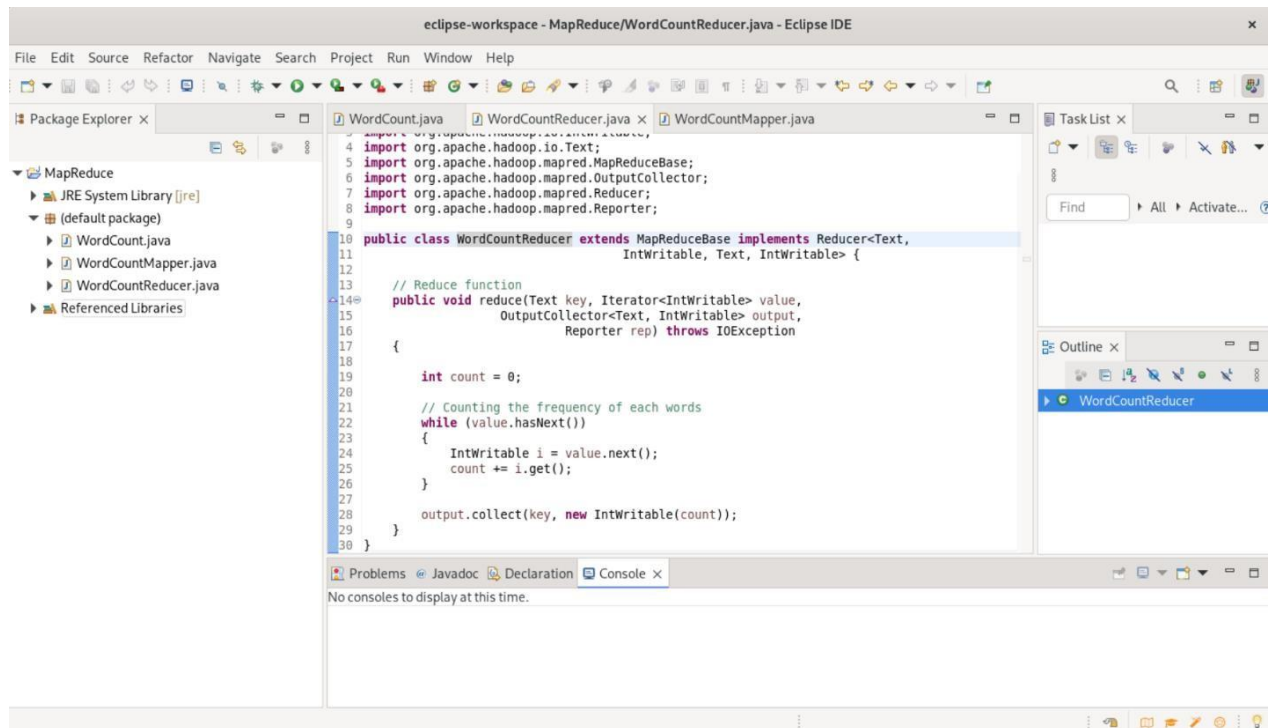 eclipse-workspace - MapReduce/WordCountReducer.java - Eclipse IDE
File Edit Source Refactor Navigate Search Project Run Window Help
Package Explorer
MapReduce
JRE System Library [jre]
(default package)
WordCount.java
WordCountMapper.java
WordCountReducer.java
Referenced Libraries
WordCount.java WordCountReducer.java WordCountMapper.java
3 import org.apache.hadoop.io.IntWritable;
4 import org.apache.hadoop.io.Text;
5 import org.apache.hadoop.mapred.MapReduceBase;
6 import org.apache.hadoop.mapred.OutputCollector;
7 import org.apache.hadoop.mapred.Reducer;
8 import org.apache.hadoop.mapred.Reporter;
9
10 public class WordCountReducer extends MapReduceBase implements Reducer<Text,
11 IntWritable, Text, IntWritable> {
12
13 // Reduce function
14 public void reduce(Text key, Iterator<IntWritable> value,
15 OutputCollector<Text, IntWritable> output,
16 Reporter rep) throws IOException
17 {
18
19 int count = 0;
20
21 // Counting the frequency of each words
22 while (value.hasNext())
23 {
24 IntWritable i = value.next();
25 count += i.get();
26 }
27
28 output.collect(key, new IntWritable(count));
29 }
30 }
Task List
Find All Activate...
Outline
WordCountReducer
Problems Javadoc Declaration Console
No consoles to display at this time.